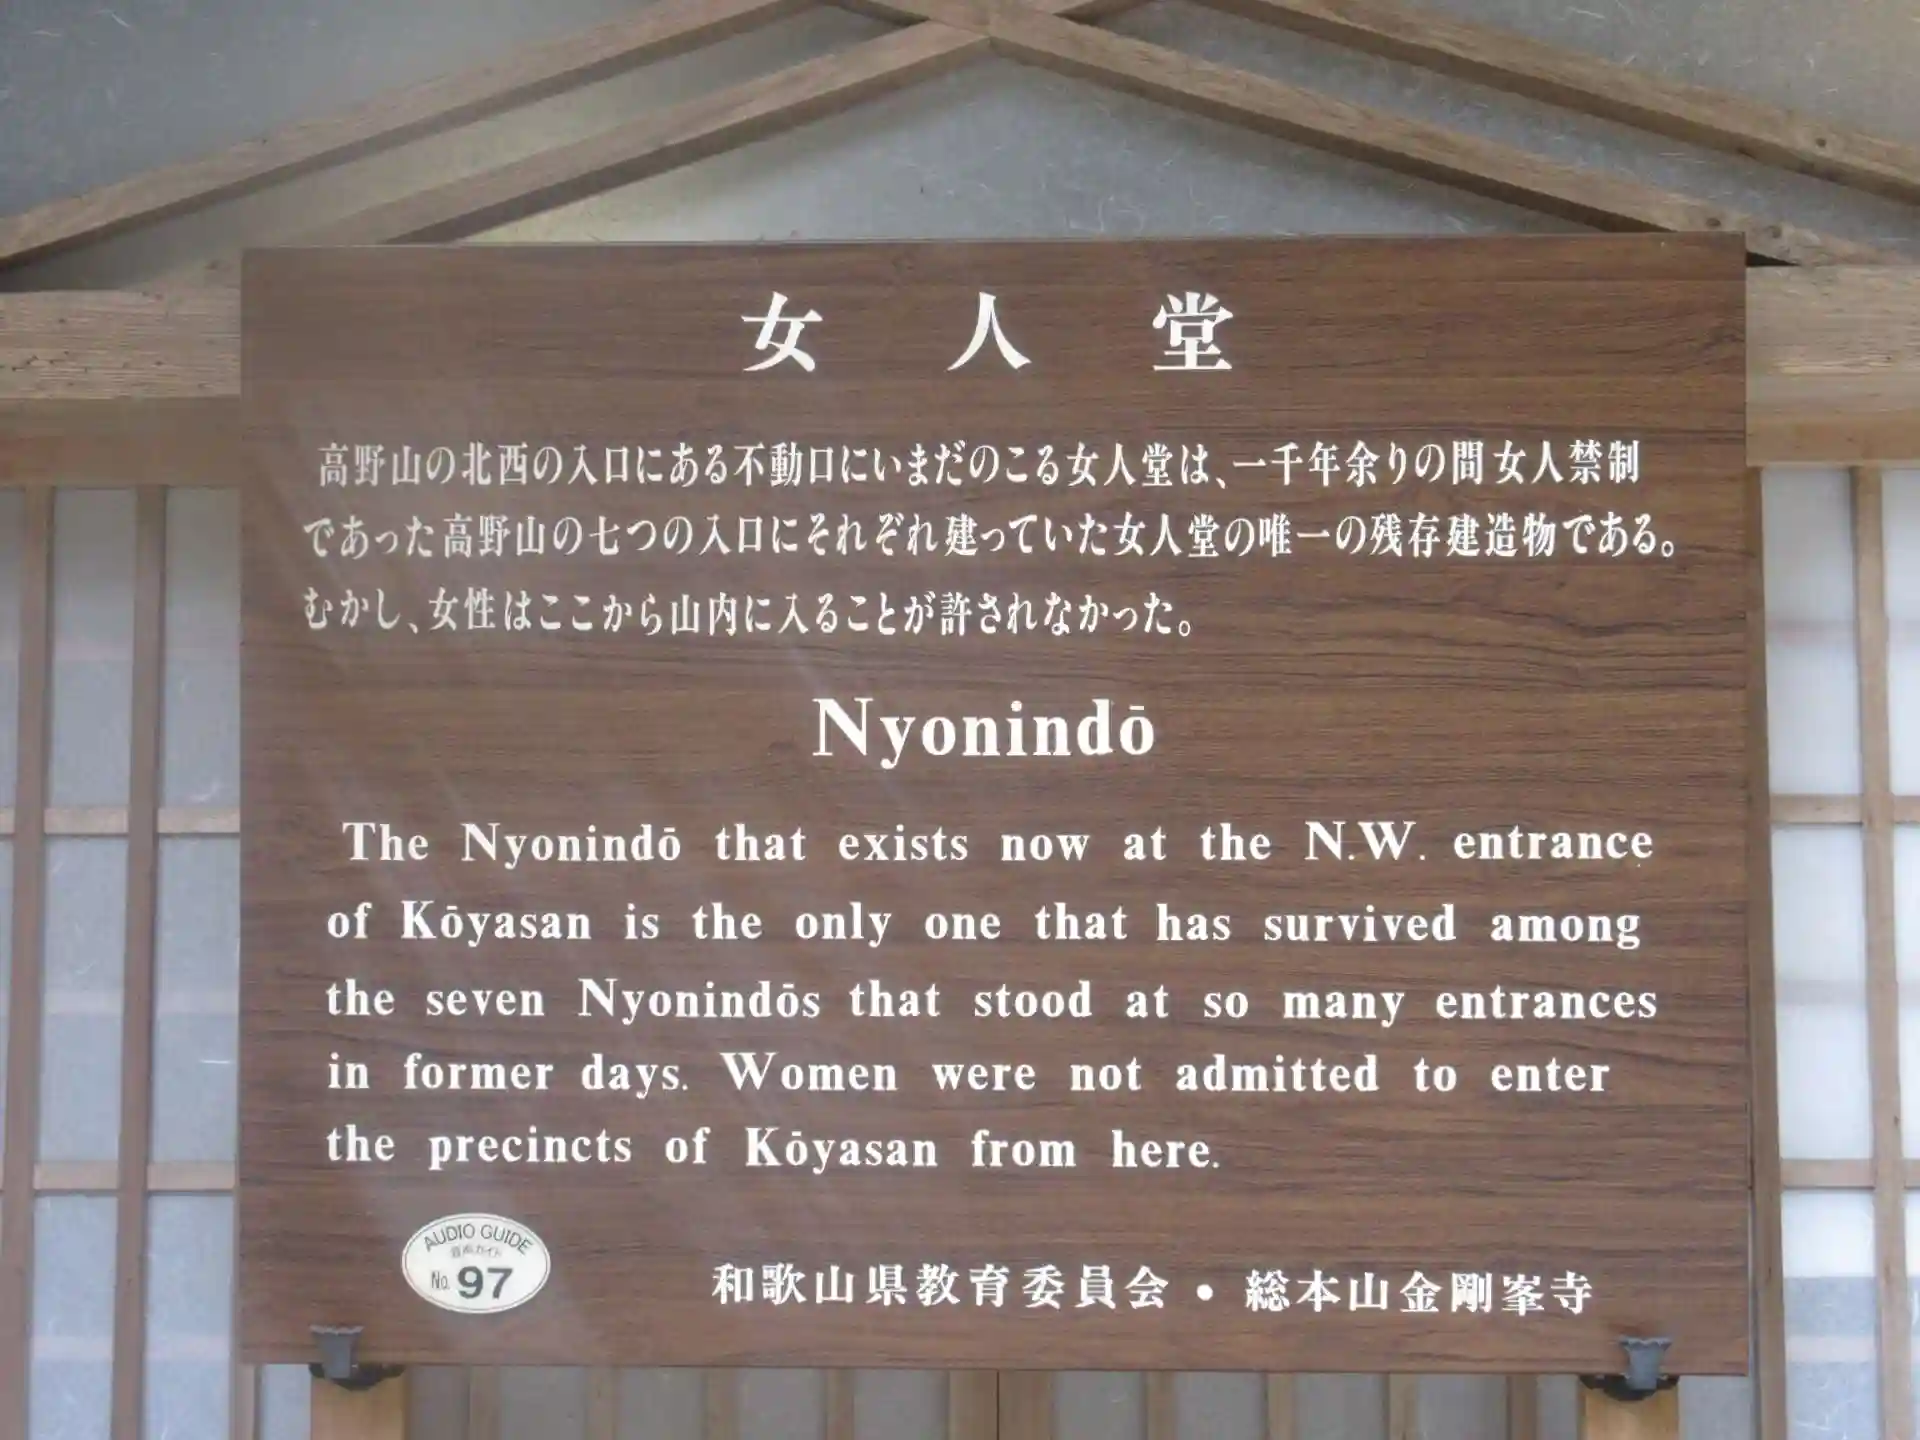 女人堂
高野山の北西の入口にある不動口にいまだのこる女人堂は、一千年余りの間女人禁制
であった高野山の七つの入口にそれぞれ建っていた女人堂の唯一の残存建造物である。
むかし、女性はここから山内に入ることが許されなかった。
Nyonindō
The Nyonindō that exists now at the N.W. entrance
of Kōyasan is the only one that has survived among
the seven Nyonindōs that stood at so many entrances
in former days. Women were not admitted to enter
the precincts of Kōyasan from here.
AUDIO GUIDE
音声ガイド
No. 97
和歌山県教育委員会・総本山金剛峯寺